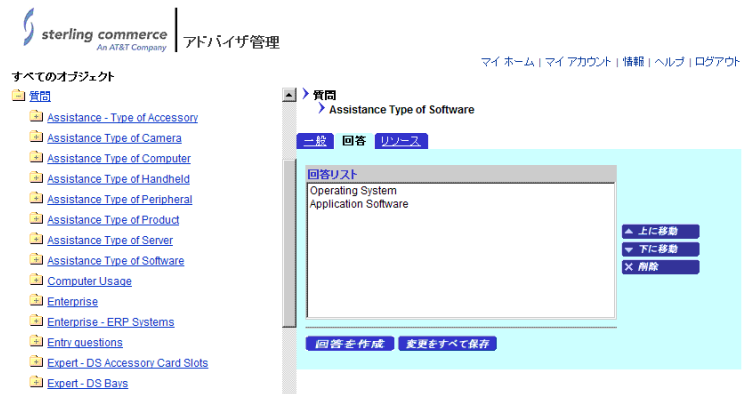 sterling commerce
An AT&T Company
アドバイザ管理
マイ ホーム | マイ アカウント | 情報 | ヘルプ | ログアウト
すべてのオブジェクト
質問
Assistance - Type of Accessory
Assistance Type of Camera
Assistance Type of Computer
Assistance Type of Handheld
Assistance Type of Peripheral
Assistance Type of Product
Assistance Type of Server
Assistance Type of Software
Computer Usage
Enterprise
Enterprise - ERP Systems
Entry questions
Expert - DS Accessory Card Slots
Expert - DS Bays
質問
Assistance Type of Software
一般 回答 リソース
回答リスト
Operating System
Application Software
上に移動
下に移動
削除
回答を作成 変更をすべて保存